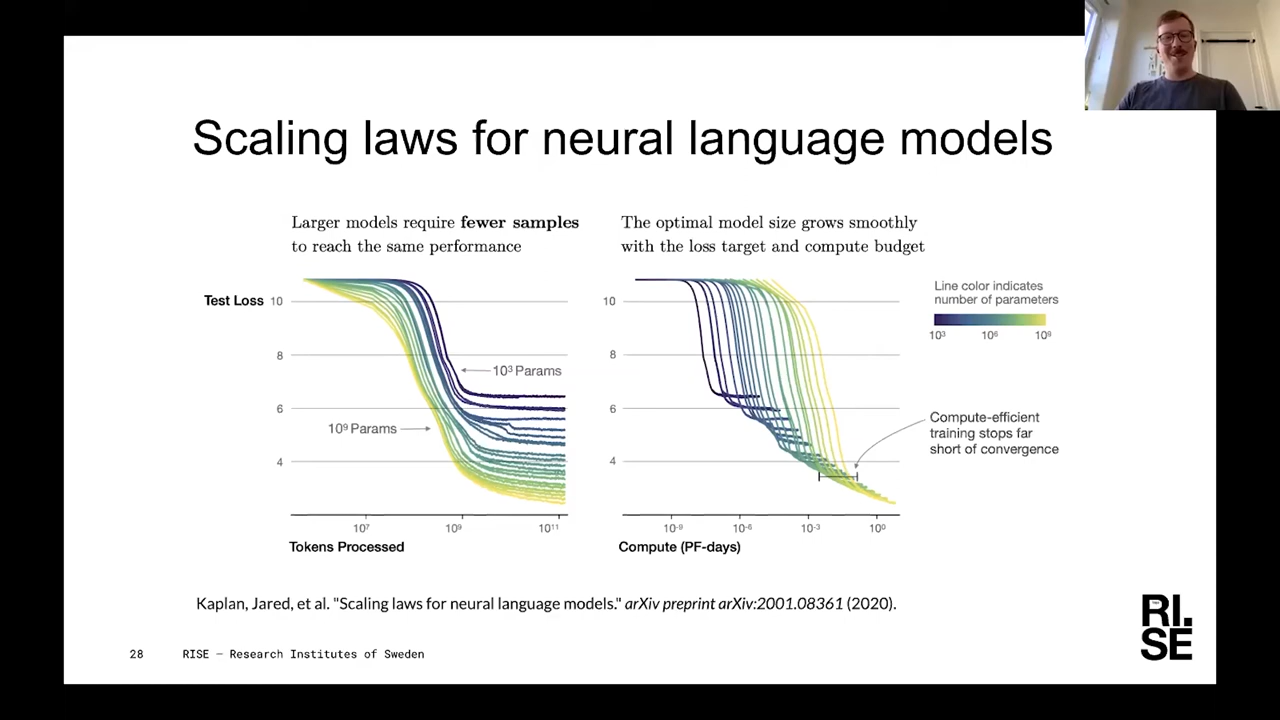 Scaling laws for neural language models
Larger models require fewer samples
to reach the same performance
The optimal model size grows smoothly
with the loss target and compute budget
Test Loss
10
8
6
4
10³ Params
10⁹ Params
10⁷
10⁹
10¹¹
Tokens Processed
10
8
6
4
10⁻⁹
10⁻⁶
10⁻³
10⁰
Compute (PF-days)
Line color indicates
number of parameters
10³
10⁶
10⁹
Compute-efficient
training stops far
short of convergence
Kaplan, Jared, et al. "Scaling laws for neural language models." arXiv preprint arXiv:2001.08361 (2020).
28
RISE — Research Institutes of Sweden
RI.
SE